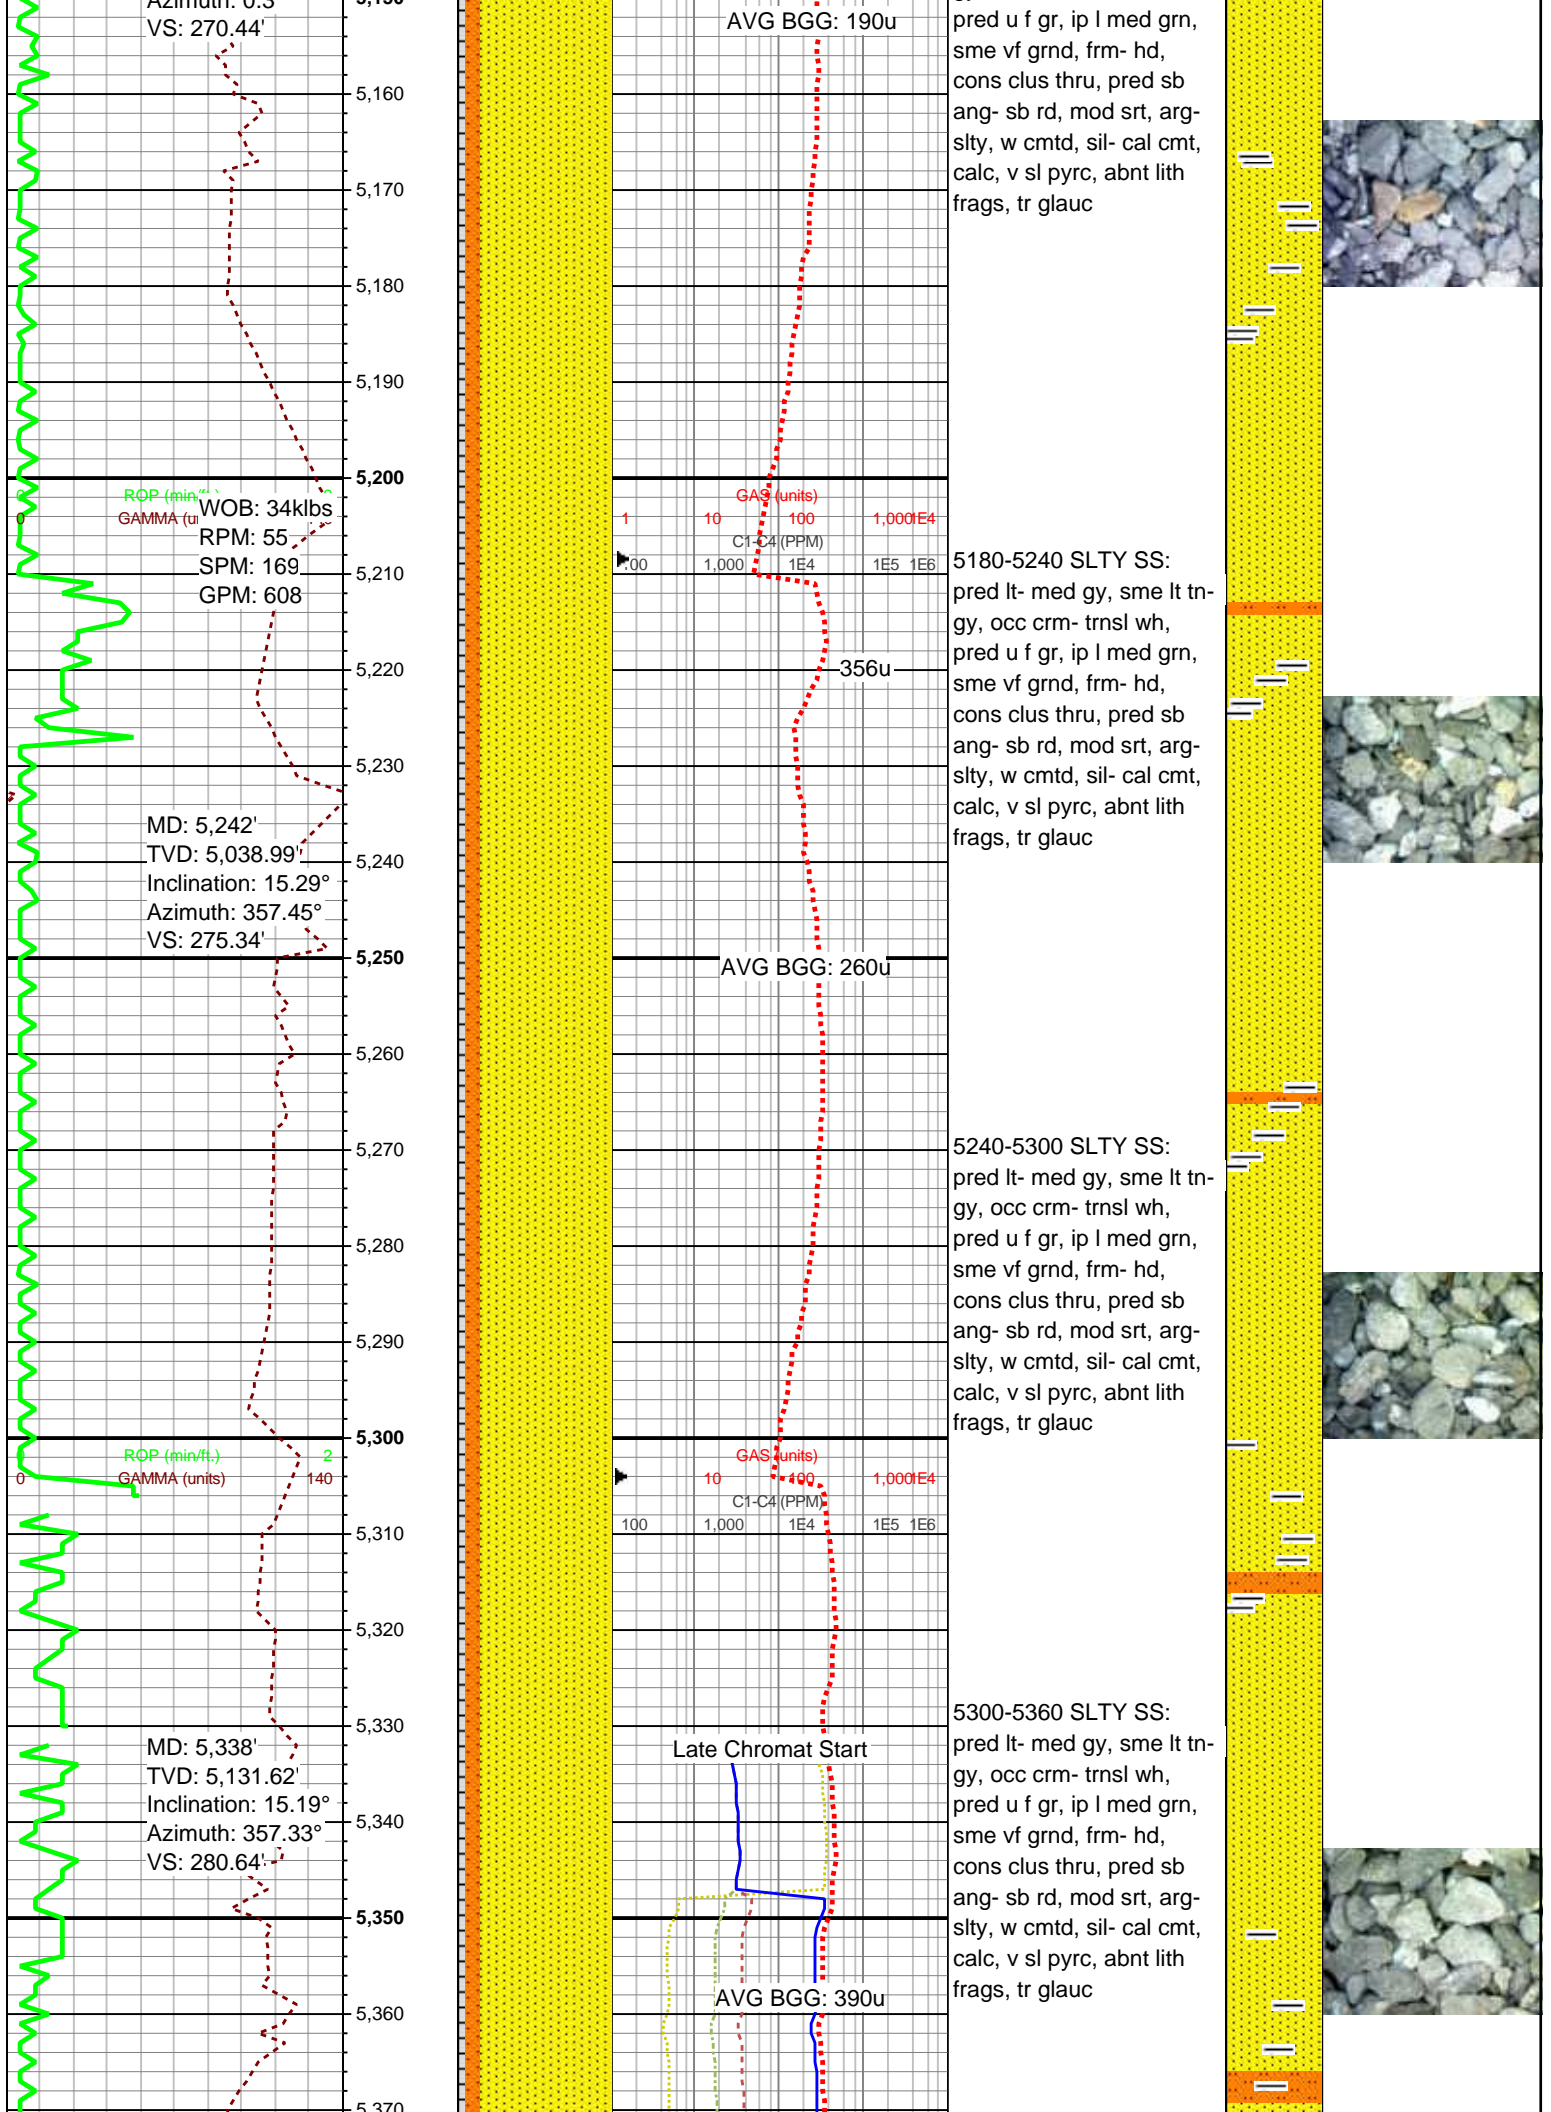 Azimuth: 0.3
VS: 270.44'
5,160
5,170
5,180
5,190
5,200
ROP (min/ft.)
0
GAMMA
WOB: 34klbs
RPM: 55
SPM: 169
GPM: 608
5,210
5,220
5,230
MD: 5,242'
TVD: 5,038.99'
Inclination: 15.29°
Azimuth: 357.45°
VS: 275.34'
5,240
5,250
5,260
5,270
5,280
5,290
5,300
ROP (min/ft.) 2
0 GAMMA (units) 140
5,310
5,320
5,330
MD: 5,338'
TVD: 5,131.62'
Inclination: 15.19°
Azimuth: 357.33°
VS: 280.64'
5,340
5,350
5,360
5,370
AVG BGG: 190u
GAS (units)
1 10 100 1,000 1E4
C1-C4 (PPM)
1,000 1E4 1E5 1E6
356u
AVG BGG: 260u
GAS (units)
10 100 1,000 1E4
C1-C4 (PPM)
100 1,000 1E4 1E5 1E6
Late Chromat Start
AVG BGG: 390u
pred u f gr, ip l med grn,
sme vf grnd, frm- hd,
cons clus thru, pred sb
ang- sb rd, mod srt, arg-
slty, w cmtd, sil- cal cmt,
calc, v sl pyrc, abnt lith
frags, tr glauc
5180-5240 SLTY SS:
pred lt- med gy, sme lt tn-
gy, occ crm- trnsl wh,
pred u f gr, ip l med grn,
sme vf grnd, frm- hd,
cons clus thru, pred sb
ang- sb rd, mod srt, arg-
slty, w cmtd, sil- cal cmt,
calc, v sl pyrc, abnt lith
frags, tr glauc
5240-5300 SLTY SS:
pred lt- med gy, sme lt tn-
gy, occ crm- trnsl wh,
pred u f gr, ip l med grn,
sme vf grnd, frm- hd,
cons clus thru, pred sb
ang- sb rd, mod srt, arg-
slty, w cmtd, sil- cal cmt,
calc, v sl pyrc, abnt lith
frags, tr glauc
5300-5360 SLTY SS:
pred lt- med gy, sme lt tn-
gy, occ crm- trnsl wh,
pred u f gr, ip l med grn,
sme vf grnd, frm- hd,
cons clus thru, pred sb
ang- sb rd, mod srt, arg-
slty, w cmtd, sil- cal cmt,
calc, v sl pyrc, abnt lith
frags, tr glauc